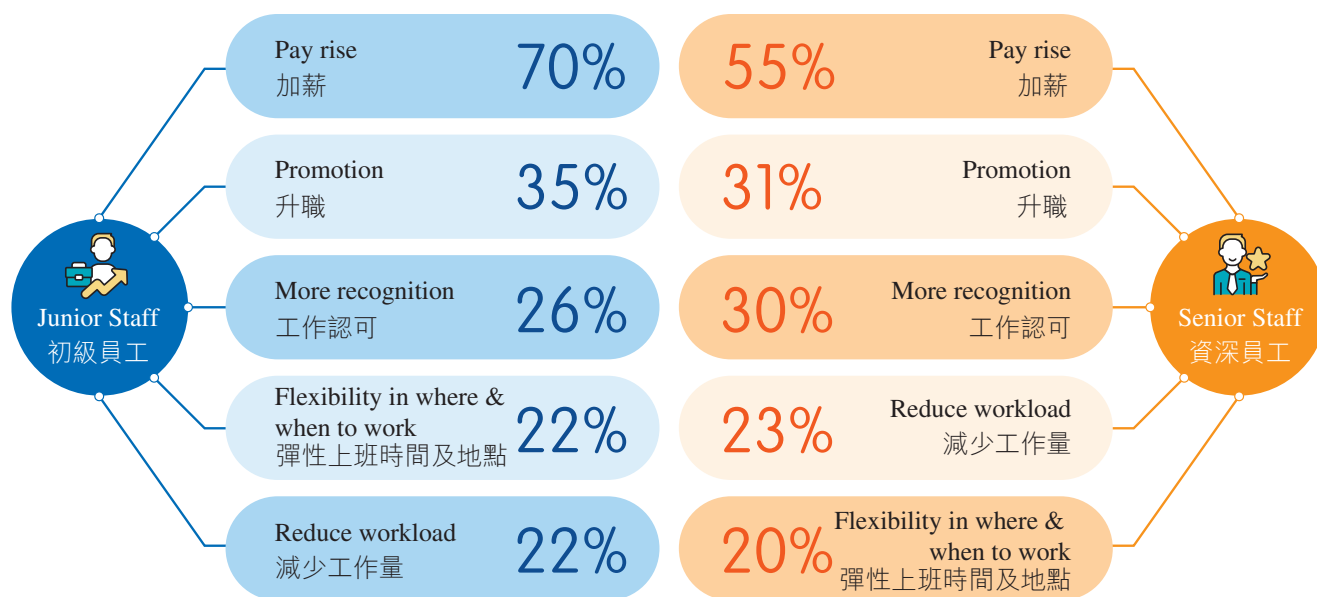 Junior Staff
初級員工
Pay rise
加薪
70%
Promotion
升職
35%
More recognition
工作認可
26%
Flexibility in where &
when to work
彈性上班時間及地點
22%
Reduce workload
減少工作量
22%
55%
Pay rise
加薪
31%
Promotion
升職
30%
More recognition
工作認可
23%
Reduce workload
減少工作量
20%
Flexibility in where &
when to work
彈性上班時間及地點
Senior Staff
資深員工